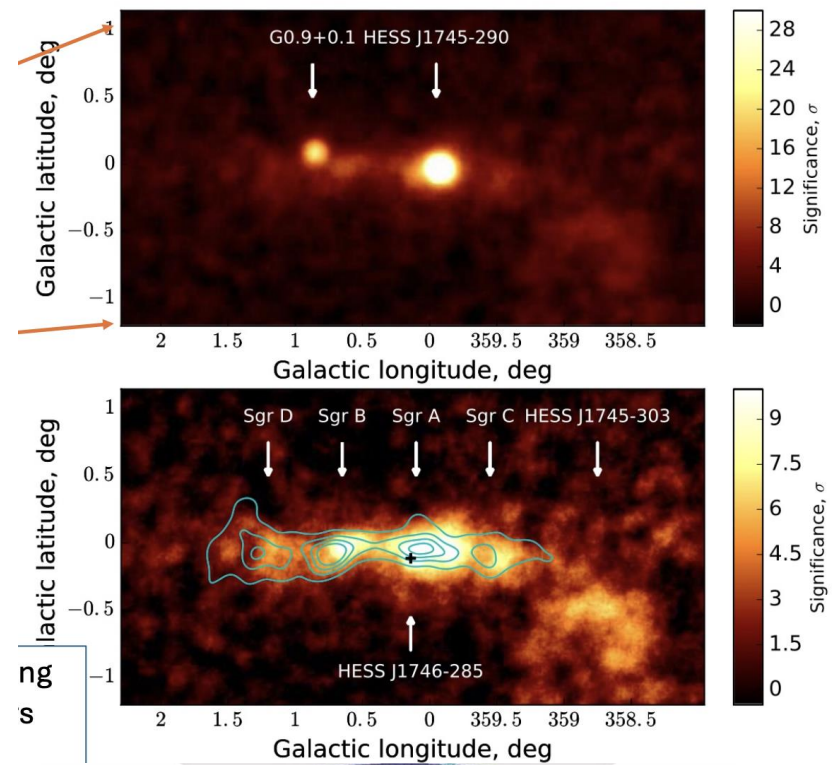 G0.9+0.1 HESS J1745-290
1
0.5
0
−0.5
−1
Galactic latitude, deg
2 1.5 1 0.5 0 359.5 359 358.5
Galactic longitude, deg
28
24
20
16
12
8
4
0
Significance, σ
Sgr D Sgr B Sgr A Sgr C HESS J1745-303
1
0.5
0
−0.5
−1
lactic latitude, deg
HESS J1746-285
2 1.5 1 0.5 0 359.5 359 358.5
Galactic longitude, deg
9
7.5
6
4.5
3
1.5
0
Significance, σ
ng
s